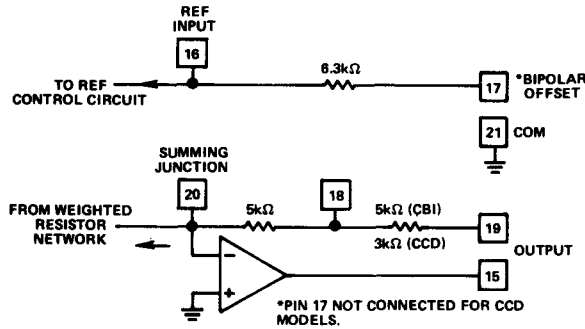 REF
INPUT
16
6.3kΩ
TO REF
CONTROL CIRCUIT
17
*BIPOLAR
OFFSET
21
COM
SUMMING
JUNCTION
20
18
FROM WEIGHTED
RESISTOR
NETWORK
5kΩ
5kΩ (CBI)
3kΩ (CCD)
19
OUTPUT
15
−
+
*PIN 17 NOT CONNECTED FOR CCD
MODELS.